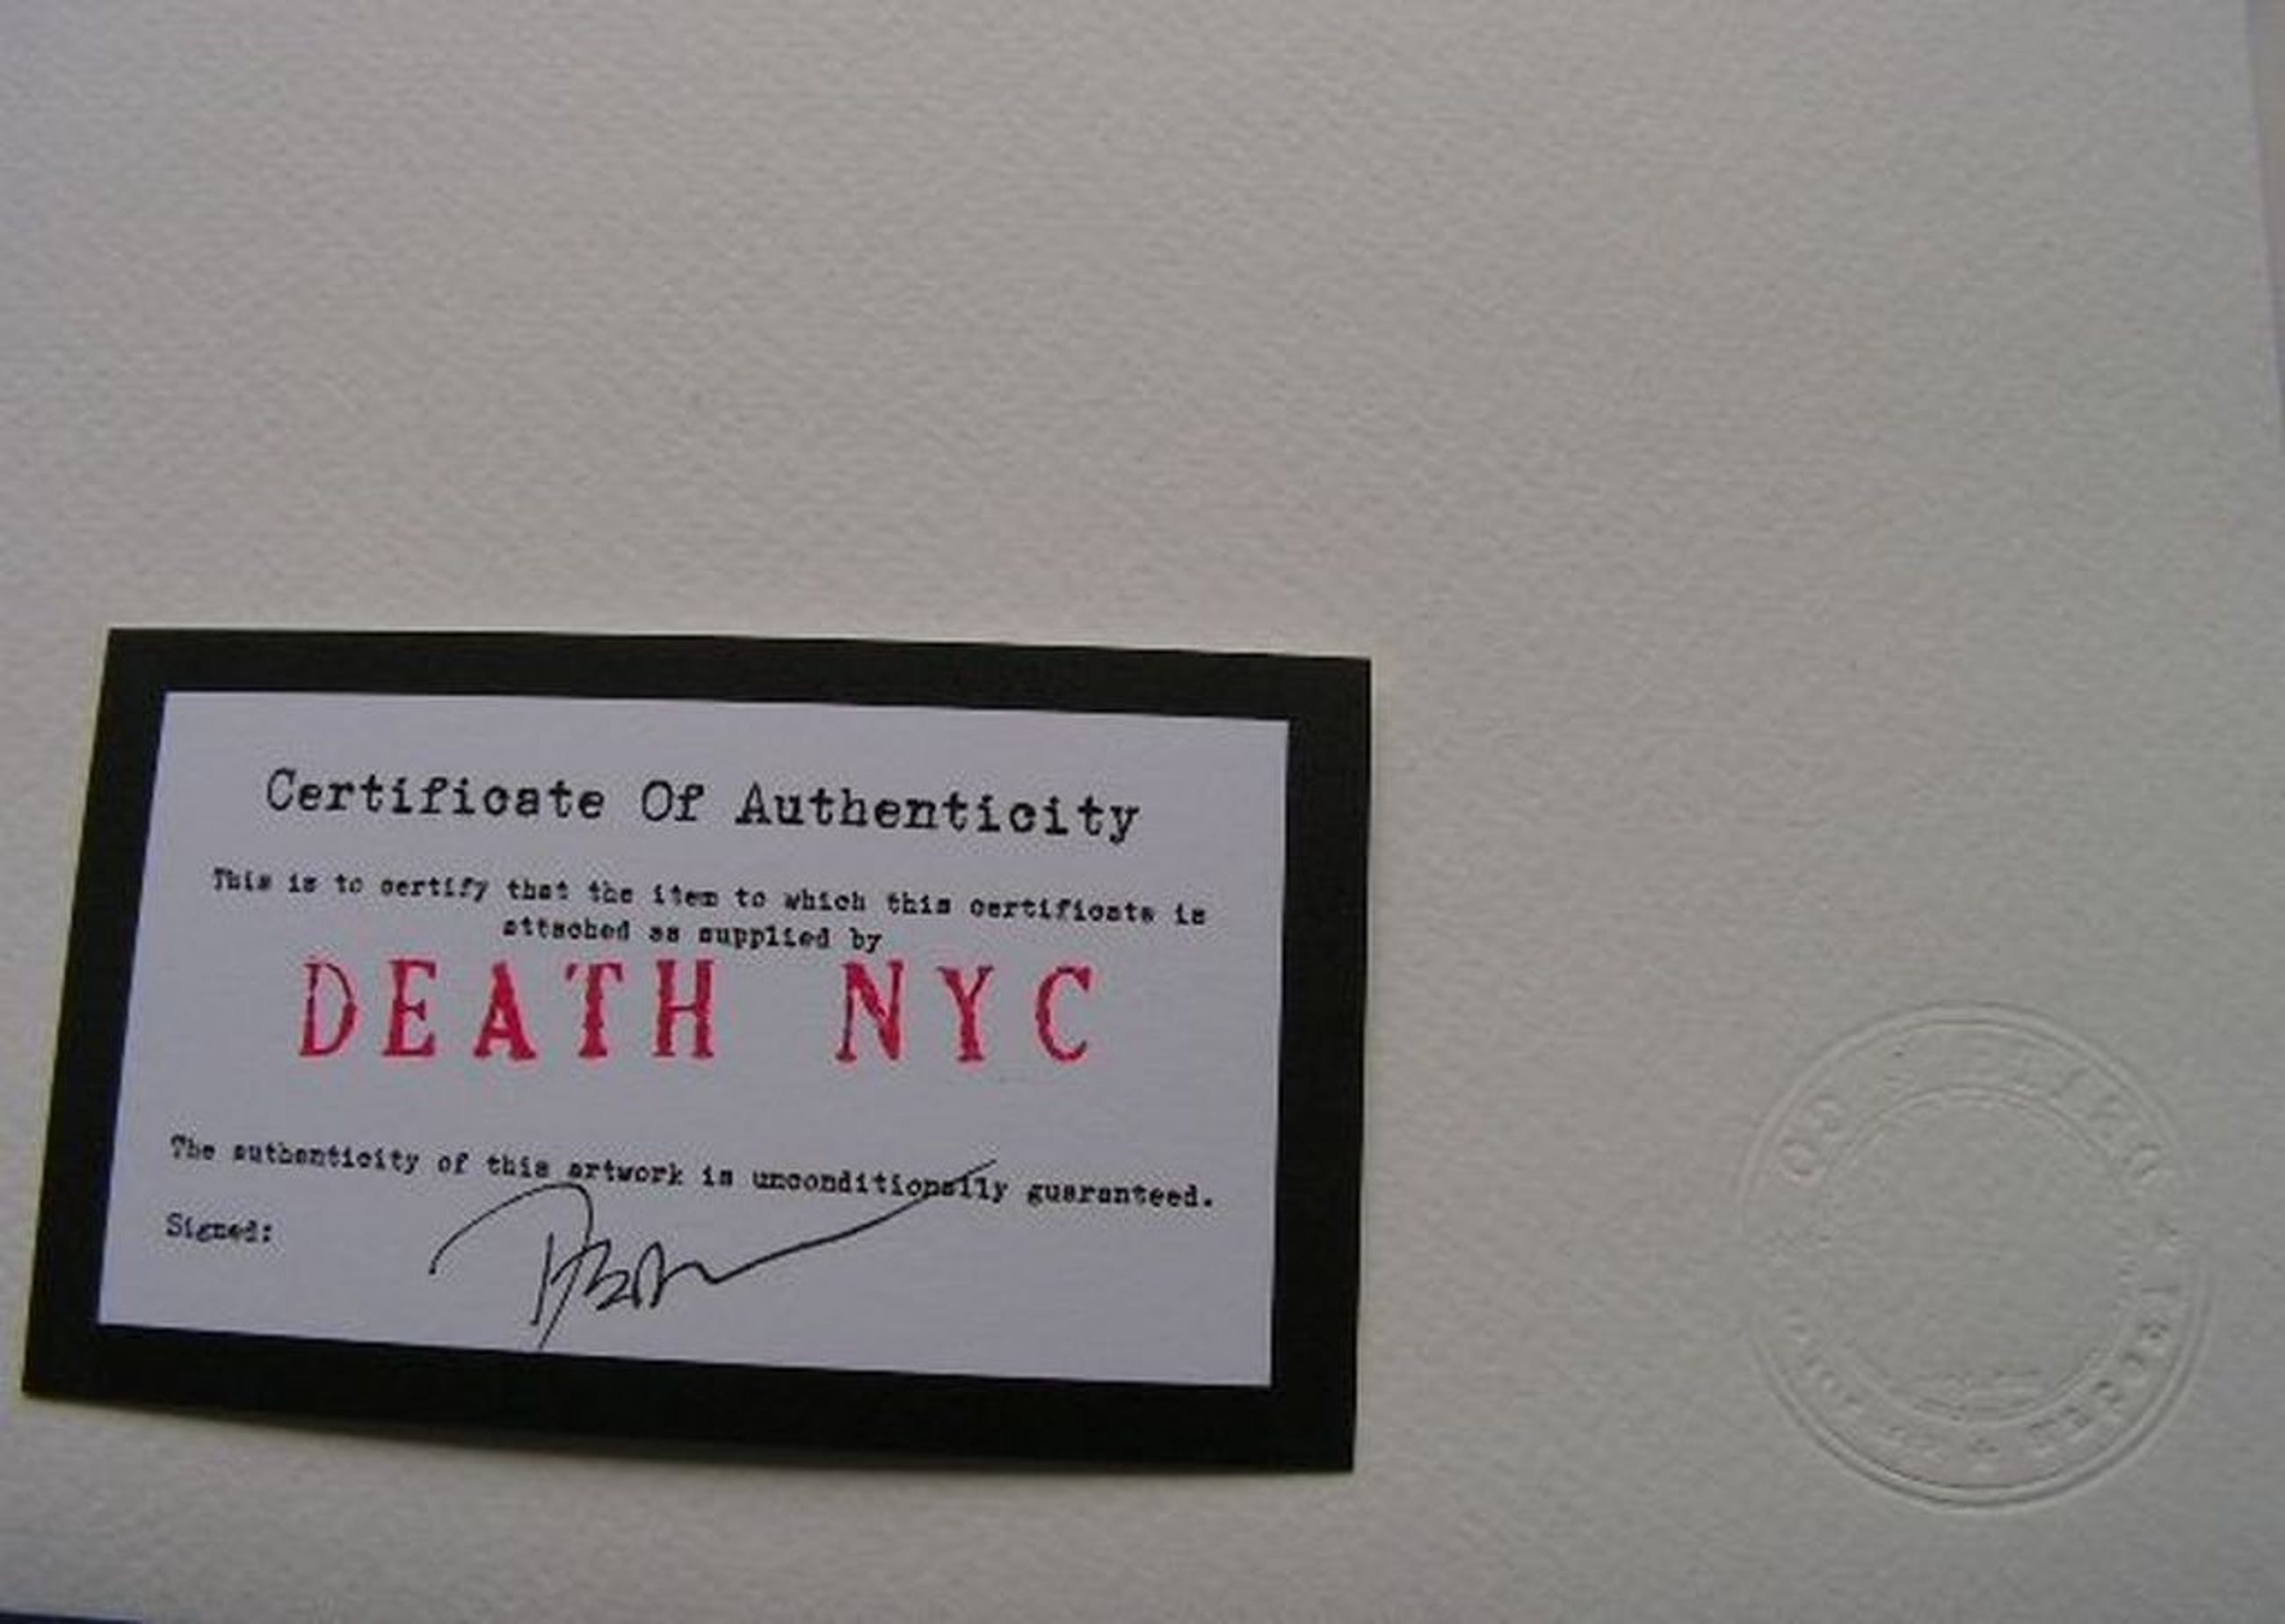 Certificate Of Authenticity
This is to certify that the item to which this certificate is
attached as supplied by
DEATH NYC
The authenticity of this artwork is unconditionally guaranteed.
Signed: